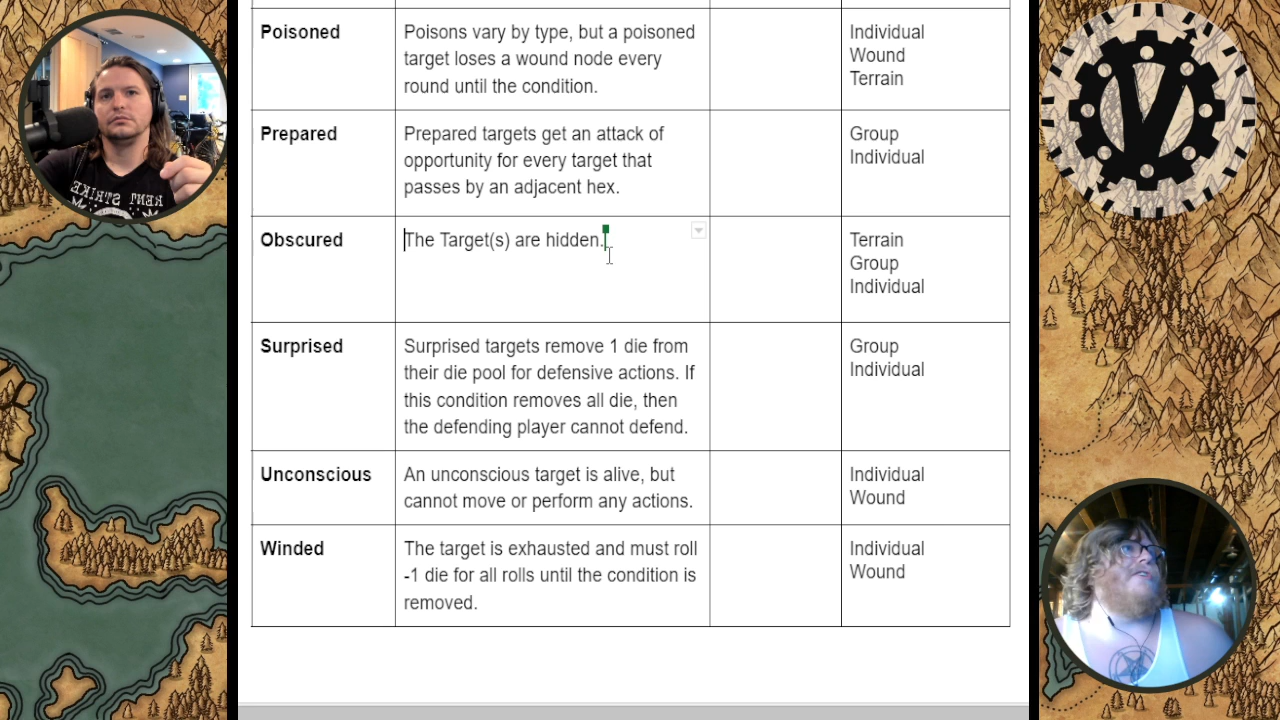 Poisoned
Poisons vary by type, but a poisoned
target loses a wound node every
round until the condition.
Individual
Wound
Terrain
Prepared
Prepared targets get an attack of
opportunity for every target that
passes by an adjacent hex.
Group
Individual
Obscured
The Target(s) are hidden.
Terrain
Group
Individual
Surprised
Surprised targets remove 1 die from
their die pool for defensive actions. If
this condition removes all die, then
the defending player cannot defend.
Group
Individual
Unconscious
An unconscious target is alive, but
cannot move or perform any actions.
Individual
Wound
Winded
The target is exhausted and must roll
-1 die for all rolls until the condition is
removed.
Individual
Wound
KENT STRIKE
V